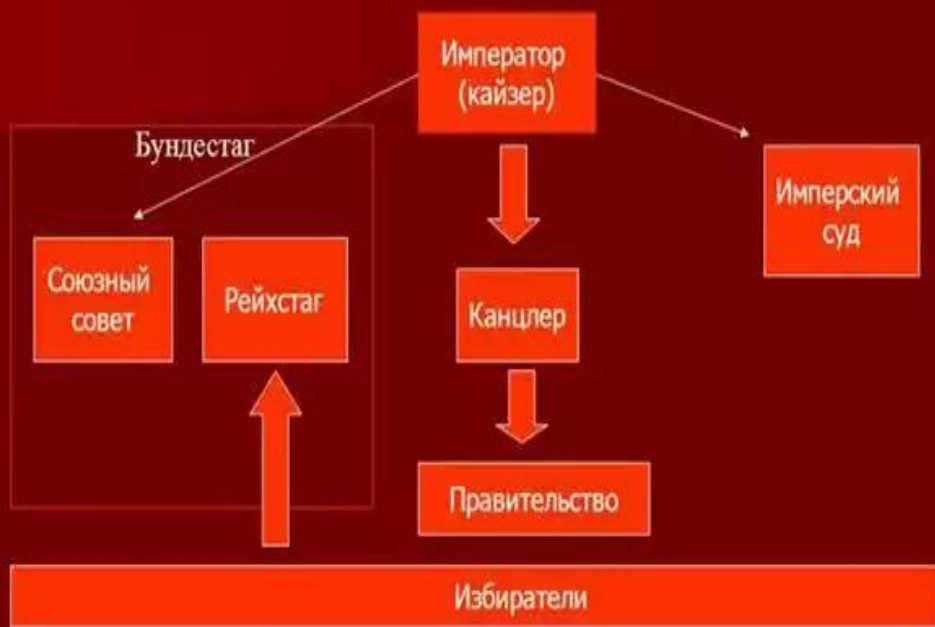 Император
(кайзер)
Бундестаг
Имперский
суд
Союзный
совет
Рейхстаг
Канцлер
Правительство
Избиратели